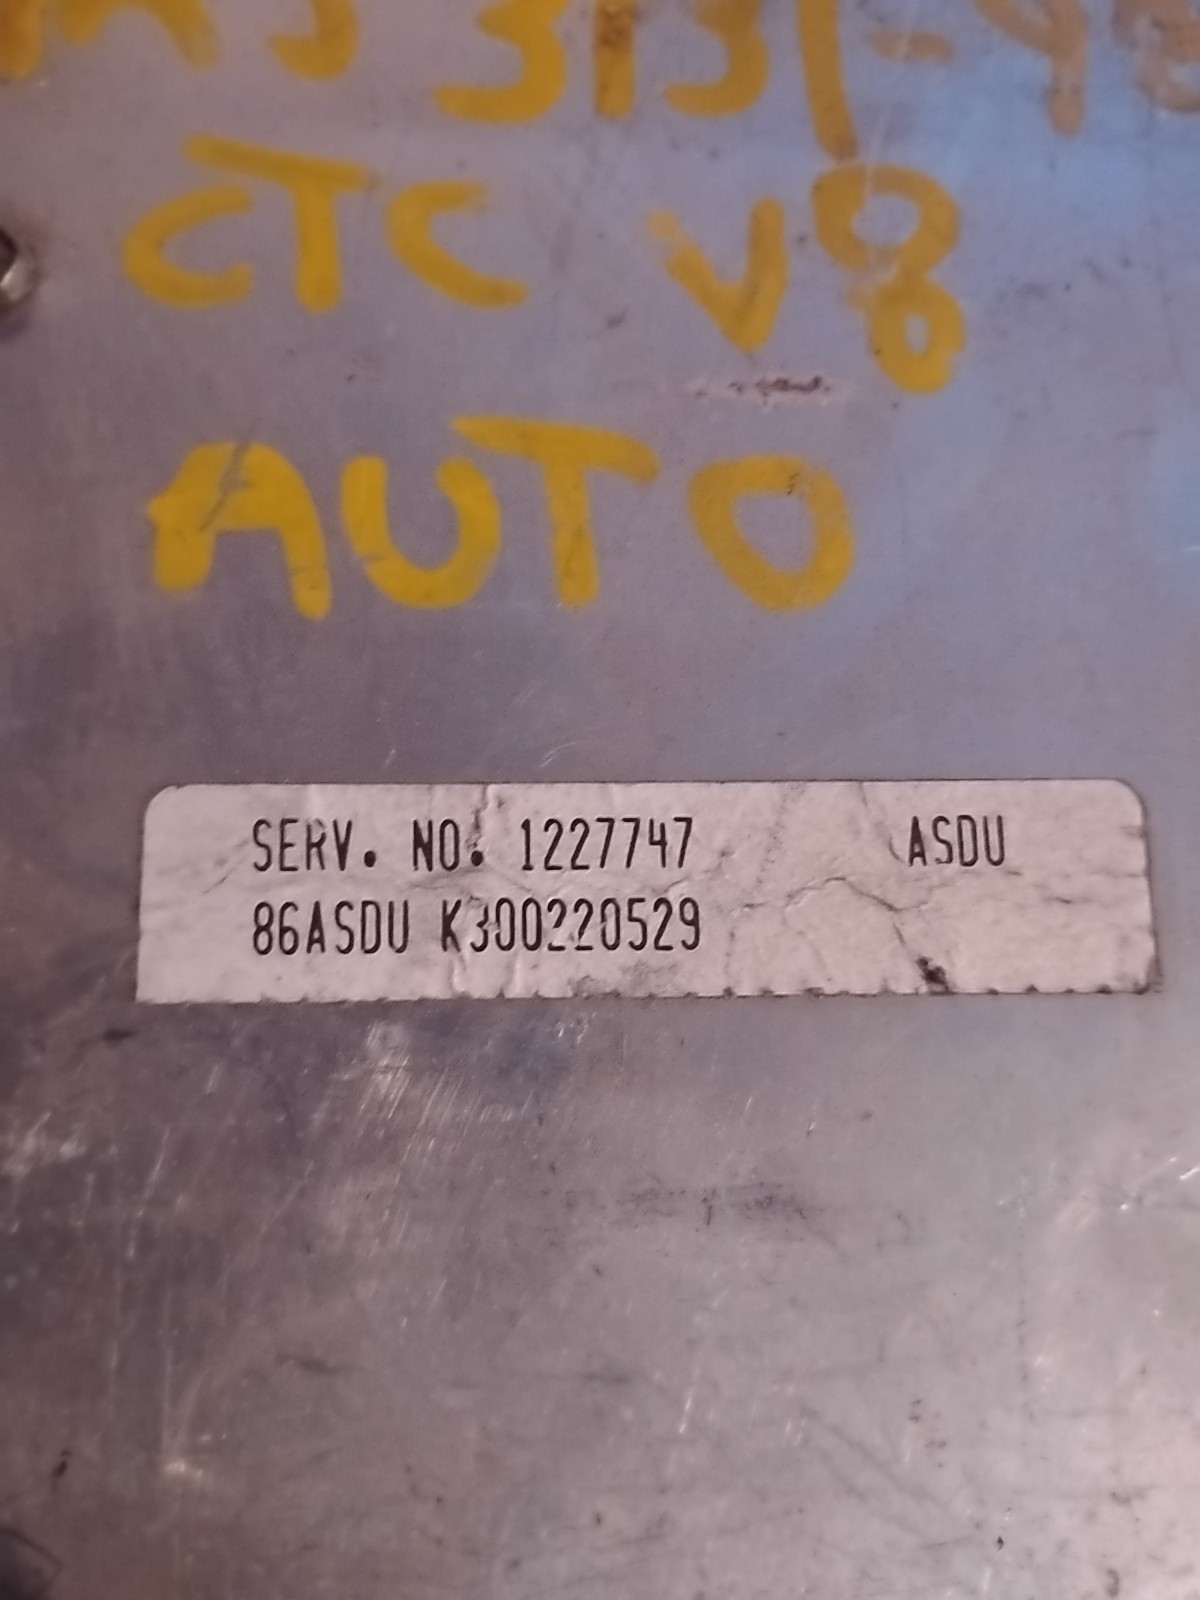 CTC V8
AUTO
SERV. NO. 1227747 ASDU
86ASDU K300220529